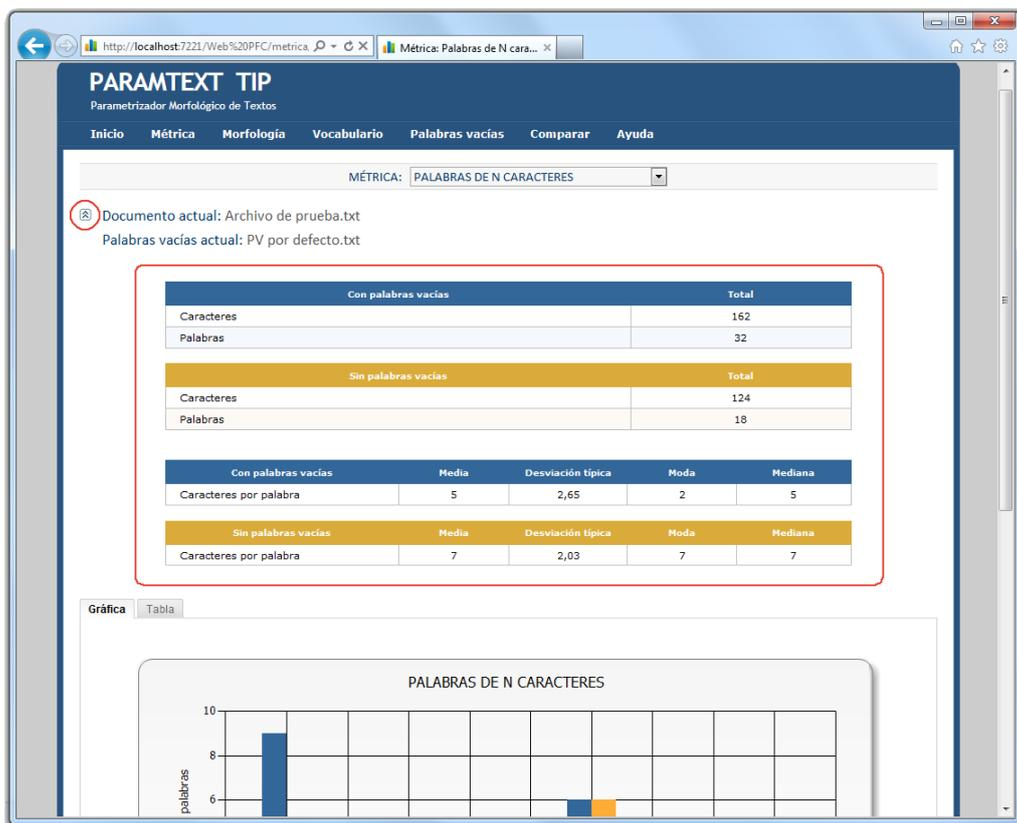 http://localhost:7221/Web%20PFC/metrica,
Métrica: Palabras de N cara...
PARAMTEXT TIP
Parametrizador Morfológico de Textos
Inicio Métrica Morfología Vocabulario Palabras vacías Comparar Ayuda
MÉTRICA: PALABRAS DE N CARACTERES
Documento actual: Archivo de prueba.txt
Palabras vacías actual: PV por defecto.txt
Con palabras vacías Total
Caracteres 162
Palabras 32
Sin palabras vacías Total
Caracteres 124
Palabras 18
Con palabras vacías Media Desviación típica Moda Mediana
Caracteres por palabra 5 2,65 2 5
Sin palabras vacías Media Desviación típica Moda Mediana
Caracteres por palabra 7 2,03 7 7
Gráfica Tabla
PALABRAS DE N CARACTERES
10
8
6
palabras